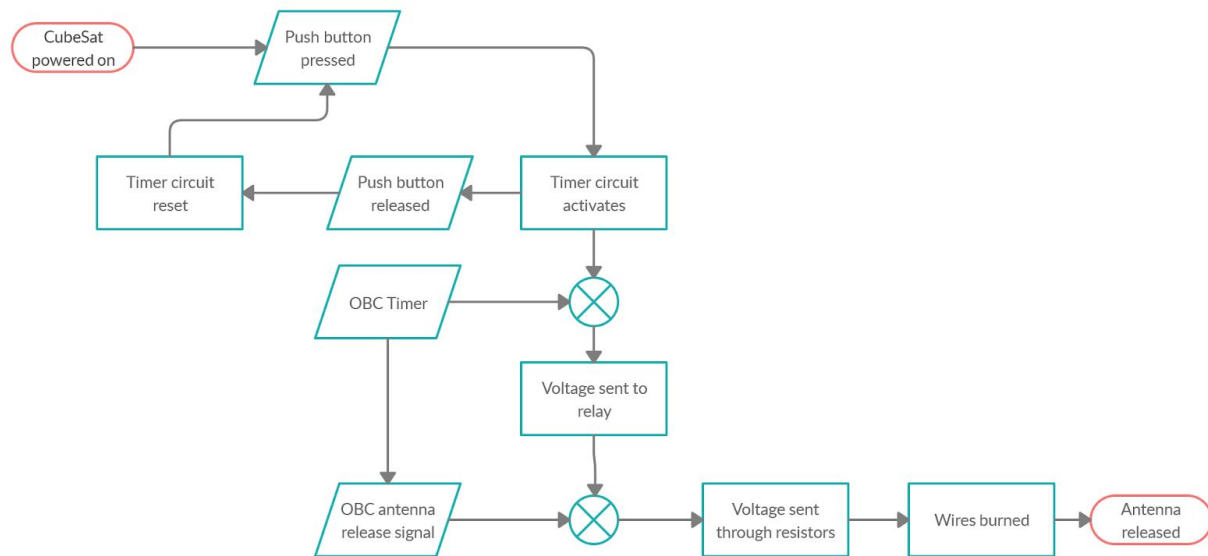 CubeSat
powered on
Push button
pressed
Timer circuit
reset
Push button
released
Timer circuit
activates
OBC Timer
Voltage sent to
relay
OBC antenna
release signal
Voltage sent
through resistors
Wires burned
Antenna
released